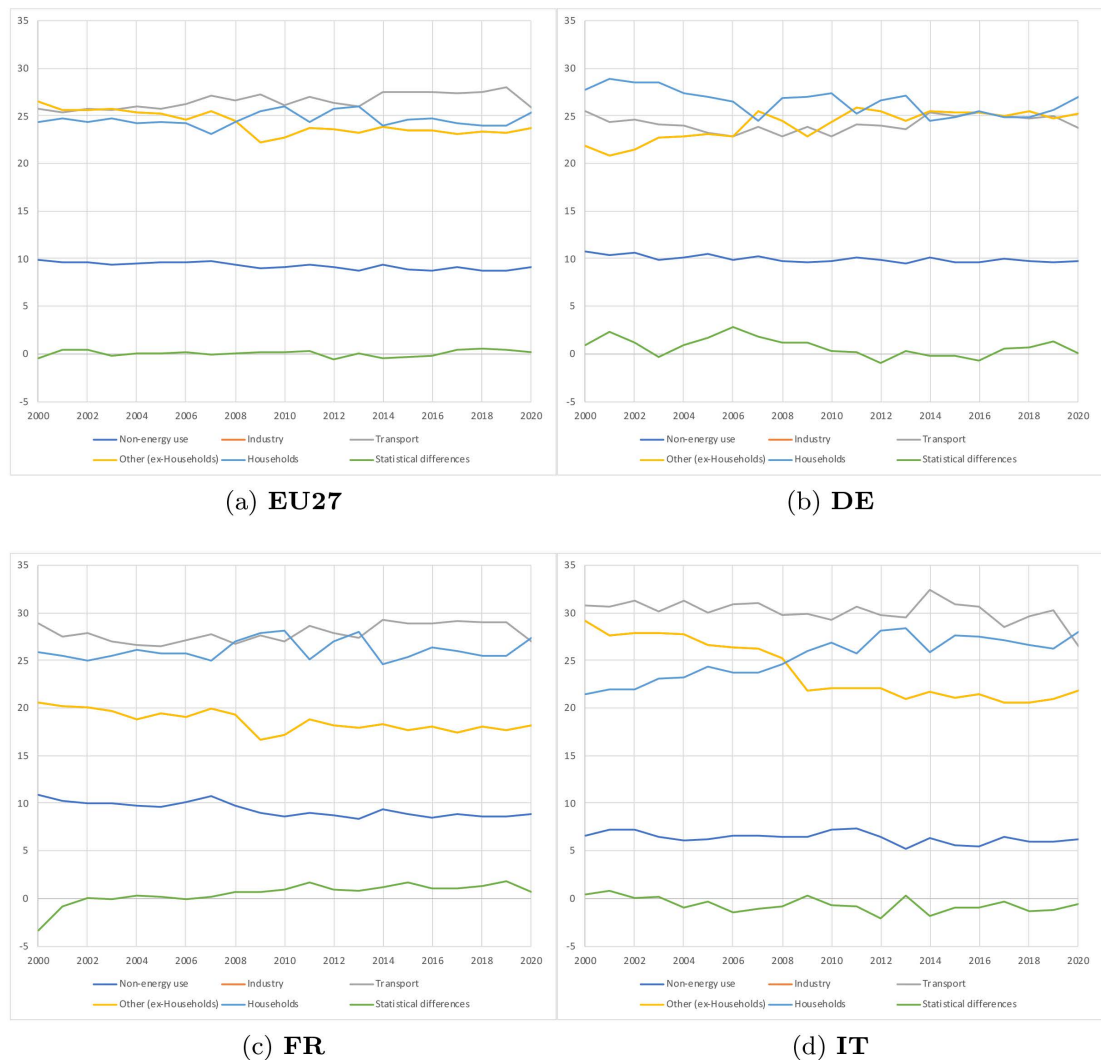 35
30
25
20
15
10
5
0
-5
2000 2002 2004 2006 2008 2010 2012 2014 2016 2018 2020
Non-energy use Industry Transport
Other (ex-Households) Households Statistical differences
(a) EU27
35
30
25
20
15
10
5
0
-5
2000 2002 2004 2006 2008 2010 2012 2014 2016 2018 2020
Non-energy use Industry Transport
Other (ex-Households) Households Statistical differences
(b) DE
35
30
25
20
15
10
5
0
-5
2000 2002 2004 2006 2008 2010 2012 2014 2016 2018 2020
Non-energy use Industry Transport
Other (ex-Households) Households Statistical differences
(c) FR
35
30
25
20
15
10
5
0
-5
2000 2002 2004 2006 2008 2010 2012 2014 2016 2018 2020
Non-energy use Industry Transport
Other (ex-Households) Households Statistical differences
(d) IT